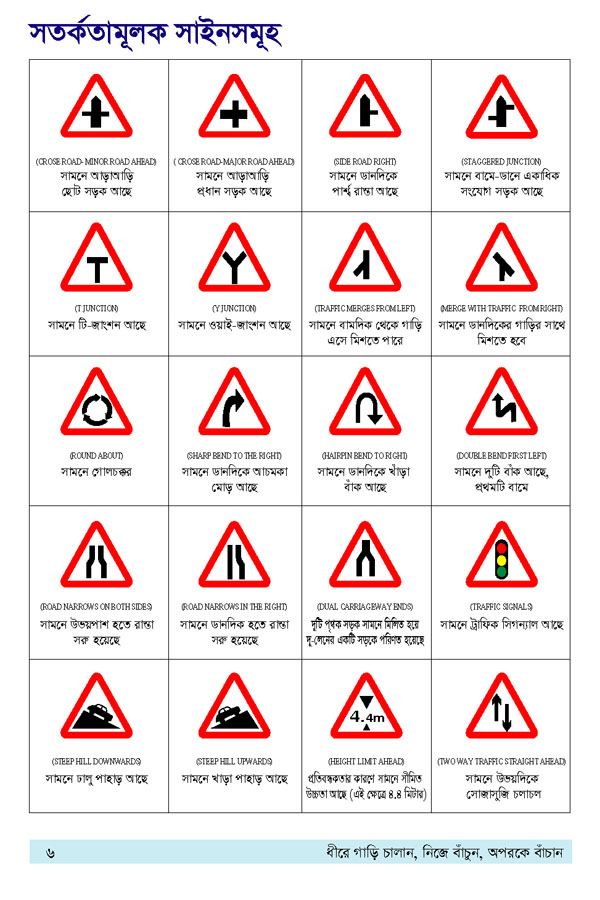 সতর্কতামূলক সাইনসমূহ
(CROSE ROAD- MINOR ROAD AHEAD)
সামনে আড়াআড়ি
ছোট সড়ক আছে
( CROSE ROAD-MAJOR ROAD AHEAD)
সামনে আড়াআড়ি
প্রধান সড়ক আছে
(SIDE ROAD RIGHT)
সামনে ডানদিকে
পার্শ্ব রাস্তা আছে
(STAGGERED JUNCTION)
সামনে বামে-ডানে একাধিক
সংযোগ সড়ক আছে
(T JUNCTION)
সামনে টি-জাংশন আছে
(Y JUNCTION)
সামনে ওয়াই-জাংশন আছে
(TRAFFIC MERGES FROM LEFT)
সামনে বামদিক থেকে গাড়ি
এসে মিশতে পারে
(MERGE WITH TRAFFIC FROM RIGHT)
সামনে ডানদিকের গাড়ির সাথে
মিশতে হবে
(ROUND ABOUT)
সামনে গোলচক্কর
(SHARP BEND TO THE RIGHT)
সামনে ডানদিকে আচমকা
মোড় আছে
(HAIRPIN BEND TO RIGHT)
সামনে ডানদিকে খাঁড়া
বাঁক আছে
(DOUBLE BEND FIRST LEFT)
সামনে দুটি বাঁক আছে,
প্রথমটি বামে
(ROAD NARROWS ON BOTH SIDES)
সামনে উভয়পাশ হতে রাস্তা
সরু হয়েছে
(ROAD NARROWS IN THE RIGHT)
সামনে ডানদিক হতে রাস্তা
সরু হয়েছে
(DUAL CARRIAGEWAY ENDS)
দুটি পৃথক সড়ক সামনে মিলিত হয়ে
দু-লেনের একটি সড়কে পরিণত হয়েছে
(TRAFFIC SIGNALS)
সামনে ট্রাফিক সিগন্যাল আছে
(STEEP HILL DOWNWARDS)
সামনে ঢালু পাহাড় আছে
(STEEP HILL UPWARDS)
সামনে খাড়া পাহাড় আছে
4.4m
(HEIGHT LIMIT AHEAD)
প্রতিবন্ধকতার কারণে সামনে সীমিত
উচ্চতা আছে (এই ক্ষেত্রে ৪.৪ মিটার)
(TWO WAY TRAFFIC STRAIGHT AHEAD)
সামনে উভয়দিকে
সোজাসুজি চলাচল
৬
ধীরে গাড়ি চালান, নিজে বাঁচুন, অপরকে বাঁচান